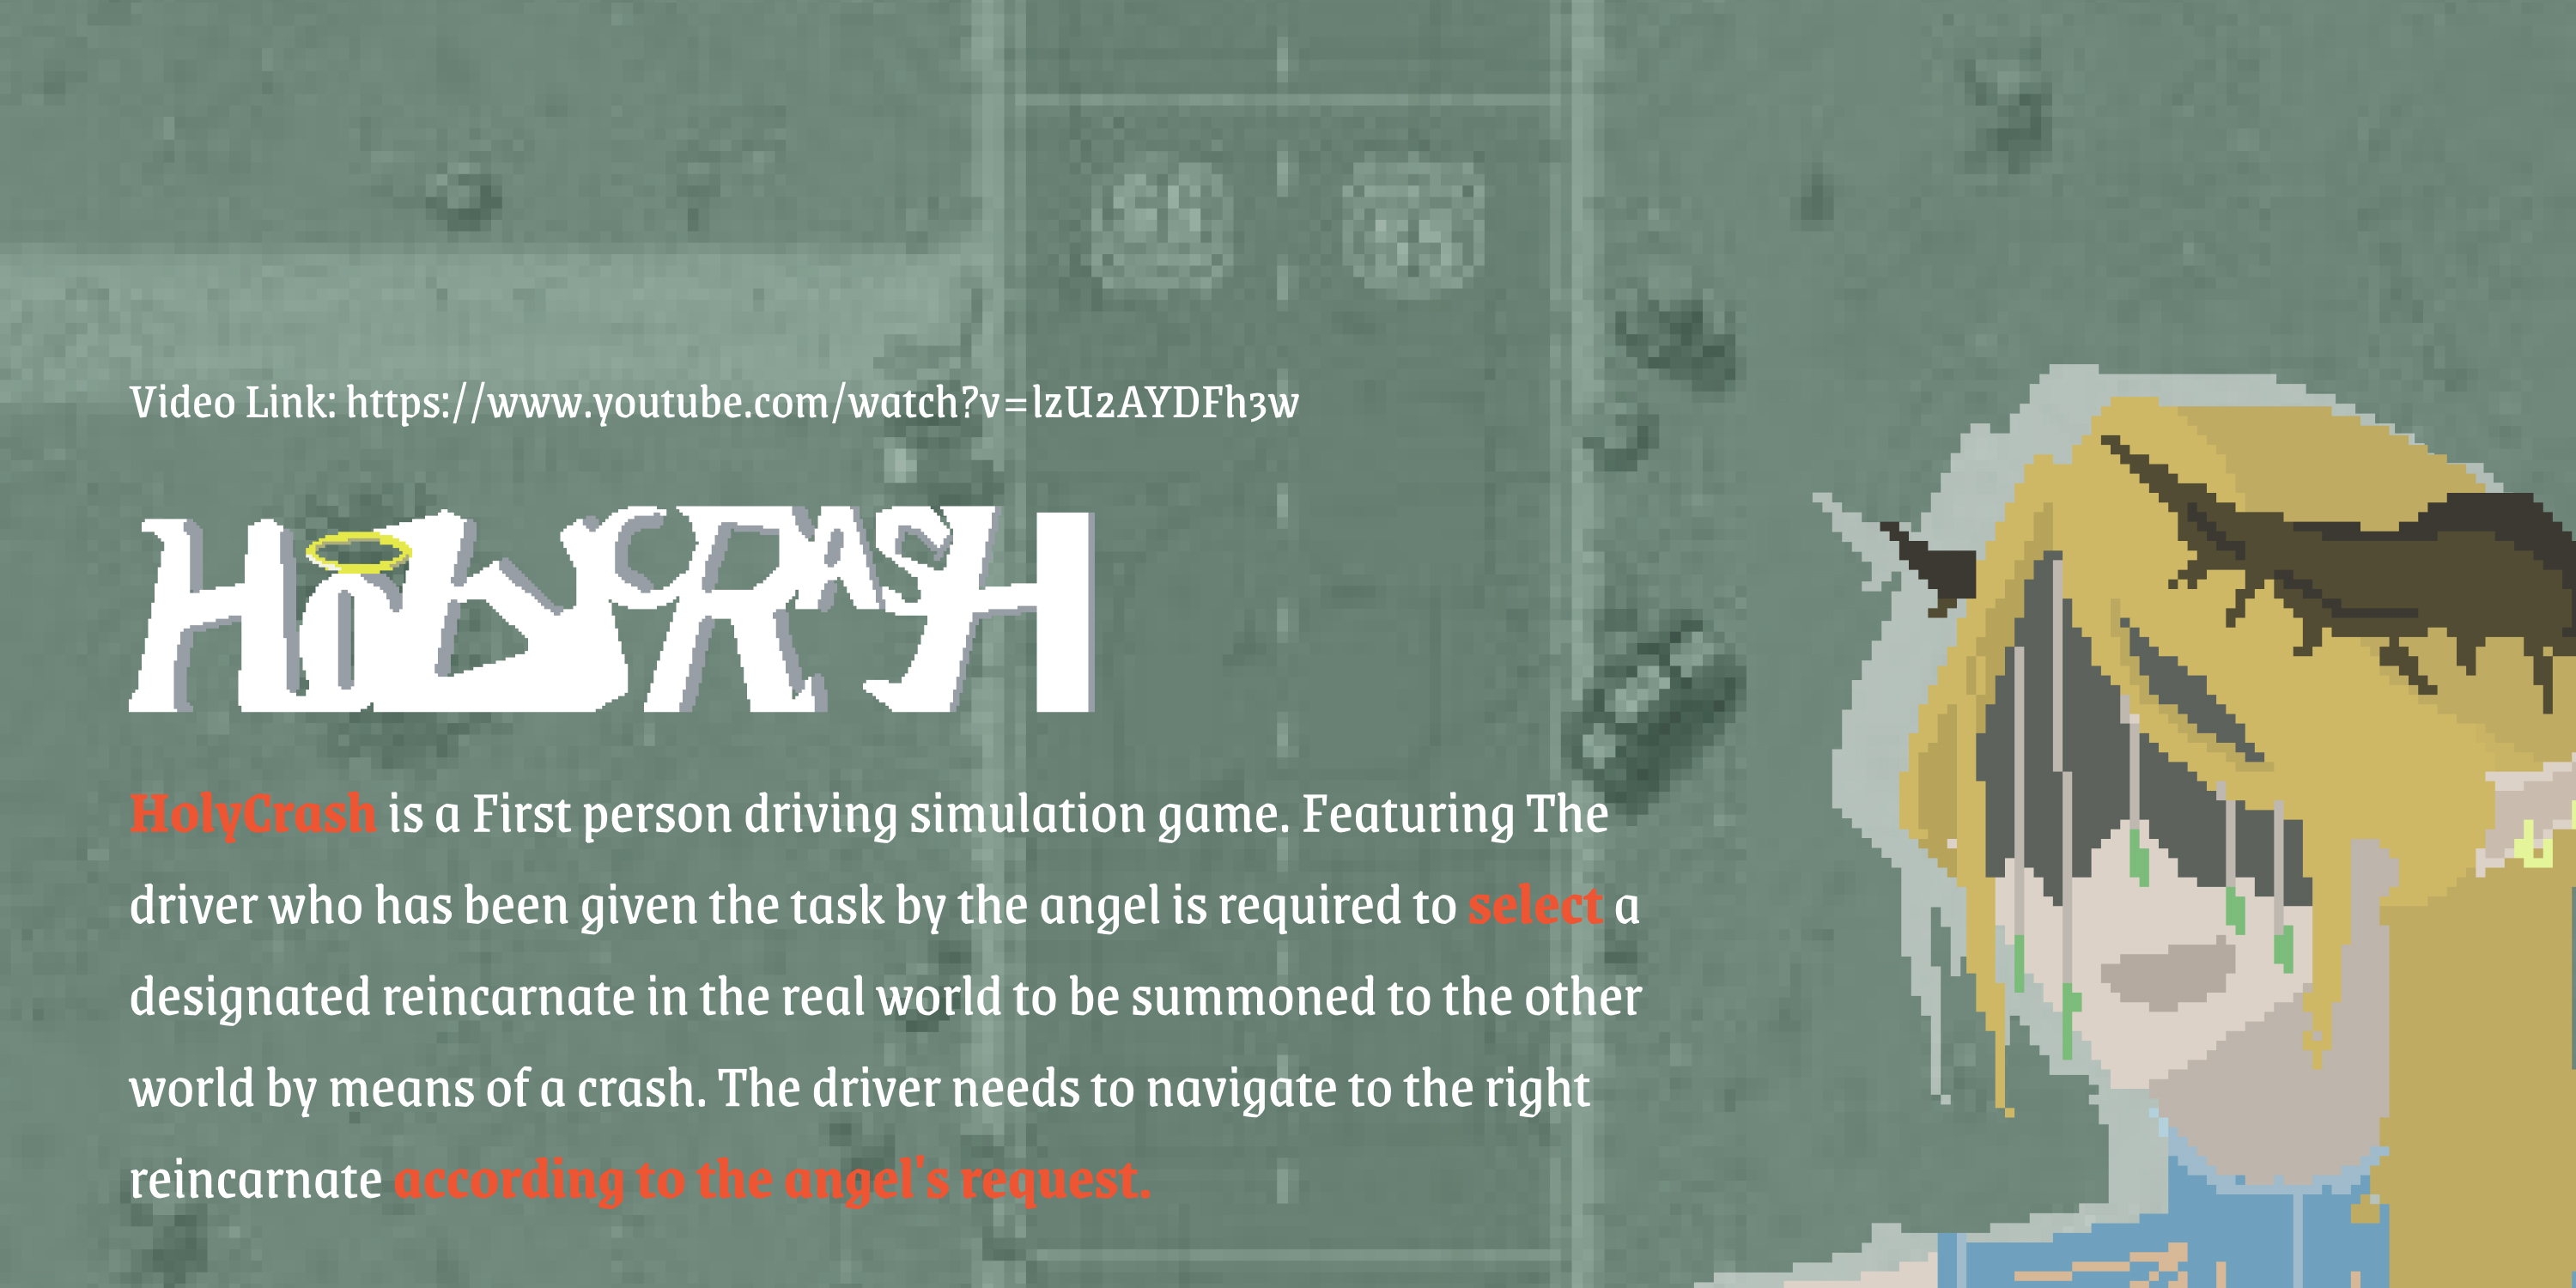 Video Link: https://www.youtube.com/watch?v=lzU2AYDFh3w
HolyCRASH
HolyCrash is a First person driving simulation game. Featuring The
driver who has been given the task by the angel is required to select a
designated reincarnate in the real world to be summoned to the other
world by means of a crash. The driver needs to navigate to the right
reincarnate according to the angel's request.